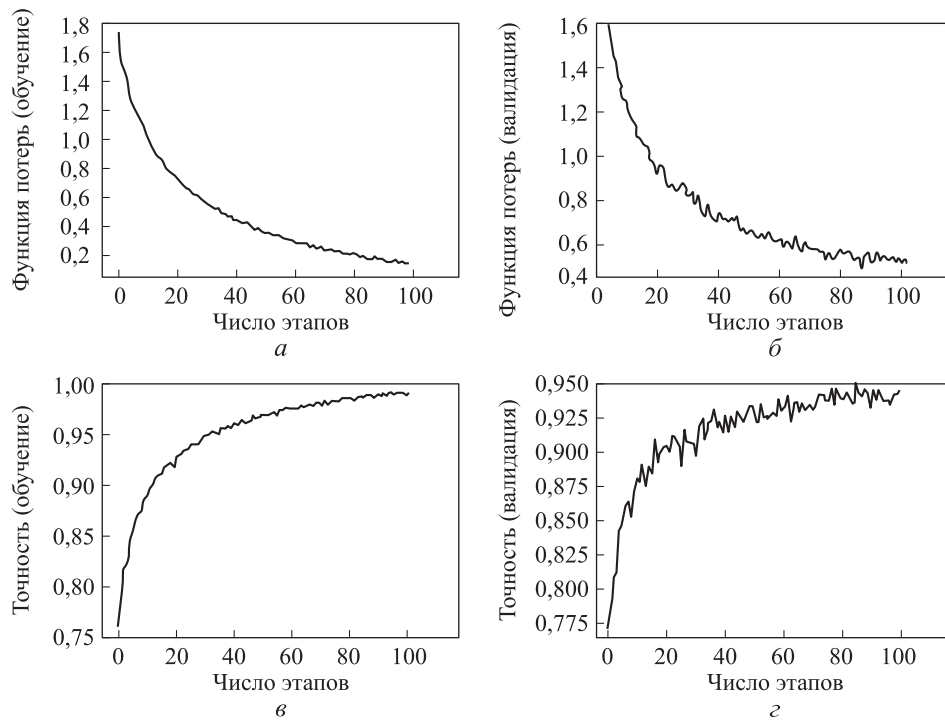 Функция потерь (обучение)
1,8
1,6
1,4
1,2
1,0
0,8
0,6
0,4
0,2
0 20 40 60 80 100
Число этапов
а
Функция потерь (валидация)
1,6
1,4
1,2
1,0
0,8
0,6
0,4
0 20 40 60 80 100
Число этапов
б
Точность (обучение)
1,00
0,95
0,90
0,85
0,80
0,75
0 20 40 60 80 100
Число этапов
в
Точность (валидация)
0,950
0,925
0,900
0,875
0,850
0,825
0,800
0,775
0 20 40 60 80 100
Число этапов
г